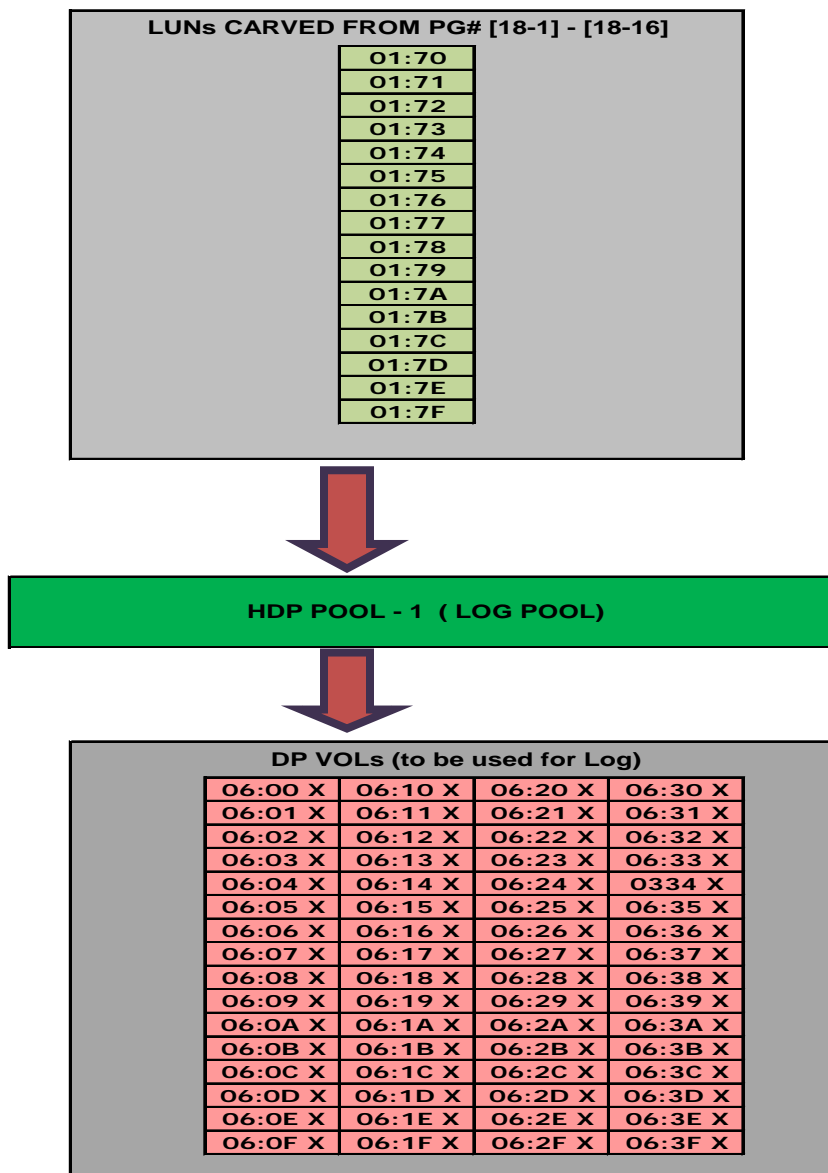 LUNs CARVED FROM PG# [18-1] - [18-16]
01:70
01:71
01:72
01:73
01:74
01:75
01:76
01:77
01:78
01:79
01:7A
01:7B
01:7C
01:7D
01:7E
01:7F
HDP POOL - 1 ( LOG POOL)
DP VOLs (to be used for Log)
06:00 X 06:10 X 06:20 X 06:30 X
06:01 X 06:11 X 06:21 X 06:31 X
06:02 X 06:12 X 06:22 X 06:32 X
06:03 X 06:13 X 06:23 X 06:33 X
06:04 X 06:14 X 06:24 X 0334 X
06:05 X 06:15 X 06:25 X 06:35 X
06:06 X 06:16 X 06:26 X 06:36 X
06:07 X 06:17 X 06:27 X 06:37 X
06:08 X 06:18 X 06:28 X 06:38 X
06:09 X 06:19 X 06:29 X 06:39 X
06:0A X 06:1A X 06:2A X 06:3A X
06:0B X 06:1B X 06:2B X 06:3B X
06:0C X 06:1C X 06:2C X 06:3C X
06:0D X 06:1D X 06:2D X 06:3D X
06:0E X 06:1E X 06:2E X 06:3E X
06:0F X 06:1F X 06:2F X 06:3F X